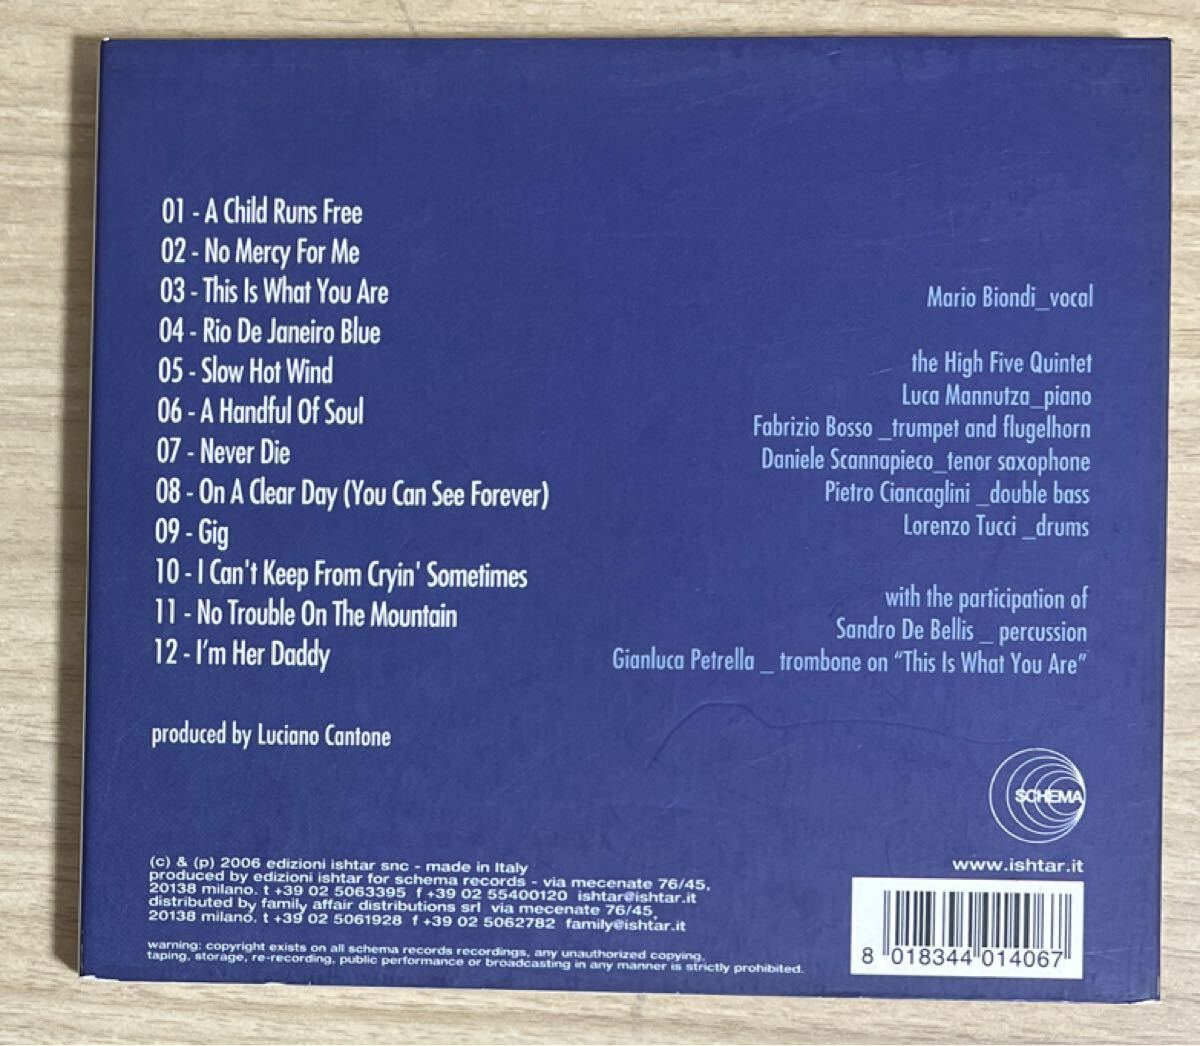 01 - A Child Runs Free
02 - No Mercy For Me
03 - This Is What You Are
04 - Rio De Janeiro Blue
05 - Slow Hot Wind
06 - A Handful Of Soul
07 - Never Die
08 - On A Clear Day (You Can See Forever)
09 - Gig
10 - I Can't Keep From Cryin' Sometimes
11 - No Trouble On The Mountain
12 - I'm Her Daddy
produced by Luciano Cantone
Mario Biondi_vocal
the High Five Quintet
Luca Mannutza_piano
Fabrizio Bosso _trumpet and flugelhorn
Daniele Scannapieco_tenor saxophone
Pietro Ciancaglini _double bass
Lorenzo Tucci _drums
with the participation of
Sandro De Bellis _ percussion
Gianluca Petrella _ trombone on “This Is What You Are”
SCHEMA
www.ishtar.it
(c) & (p) 2006 edizioni ishtar snc - made in Italy
produced by edizioni ishtar for schema records - via mecenate 76/45,
20138 milano. t +39 02 5063395 f +39 02 55400120 ishtar@ishtar.it
distributed by family affair distributions srl via mecenate 76/45,
20138 milano. t +39 02 5061928 f +39 02 5062782 family@ishtar.it
warning: copyright exists on all schema records recordings, any unauthorized copying,
taping, storage, re-recording, public performance or broadcasting in any manner is strictly prohibited.
8 018344 014067